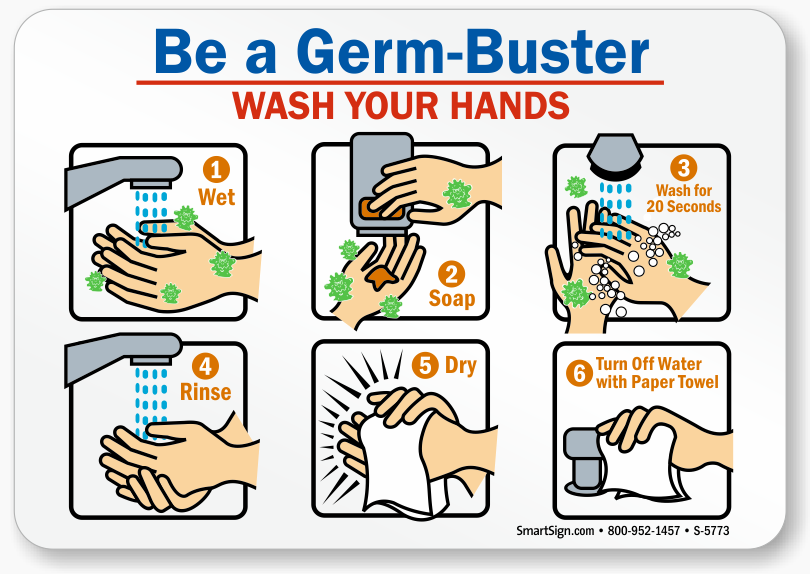 Be a Germ-Buster
WASH YOUR HANDS
1
Wet
2
Soap
3
Wash for
20 Seconds
4
Rinse
5 Dry
6 Turn Off Water
with Paper Towel
SmartSign.com • 800-952-1457 • S-5773